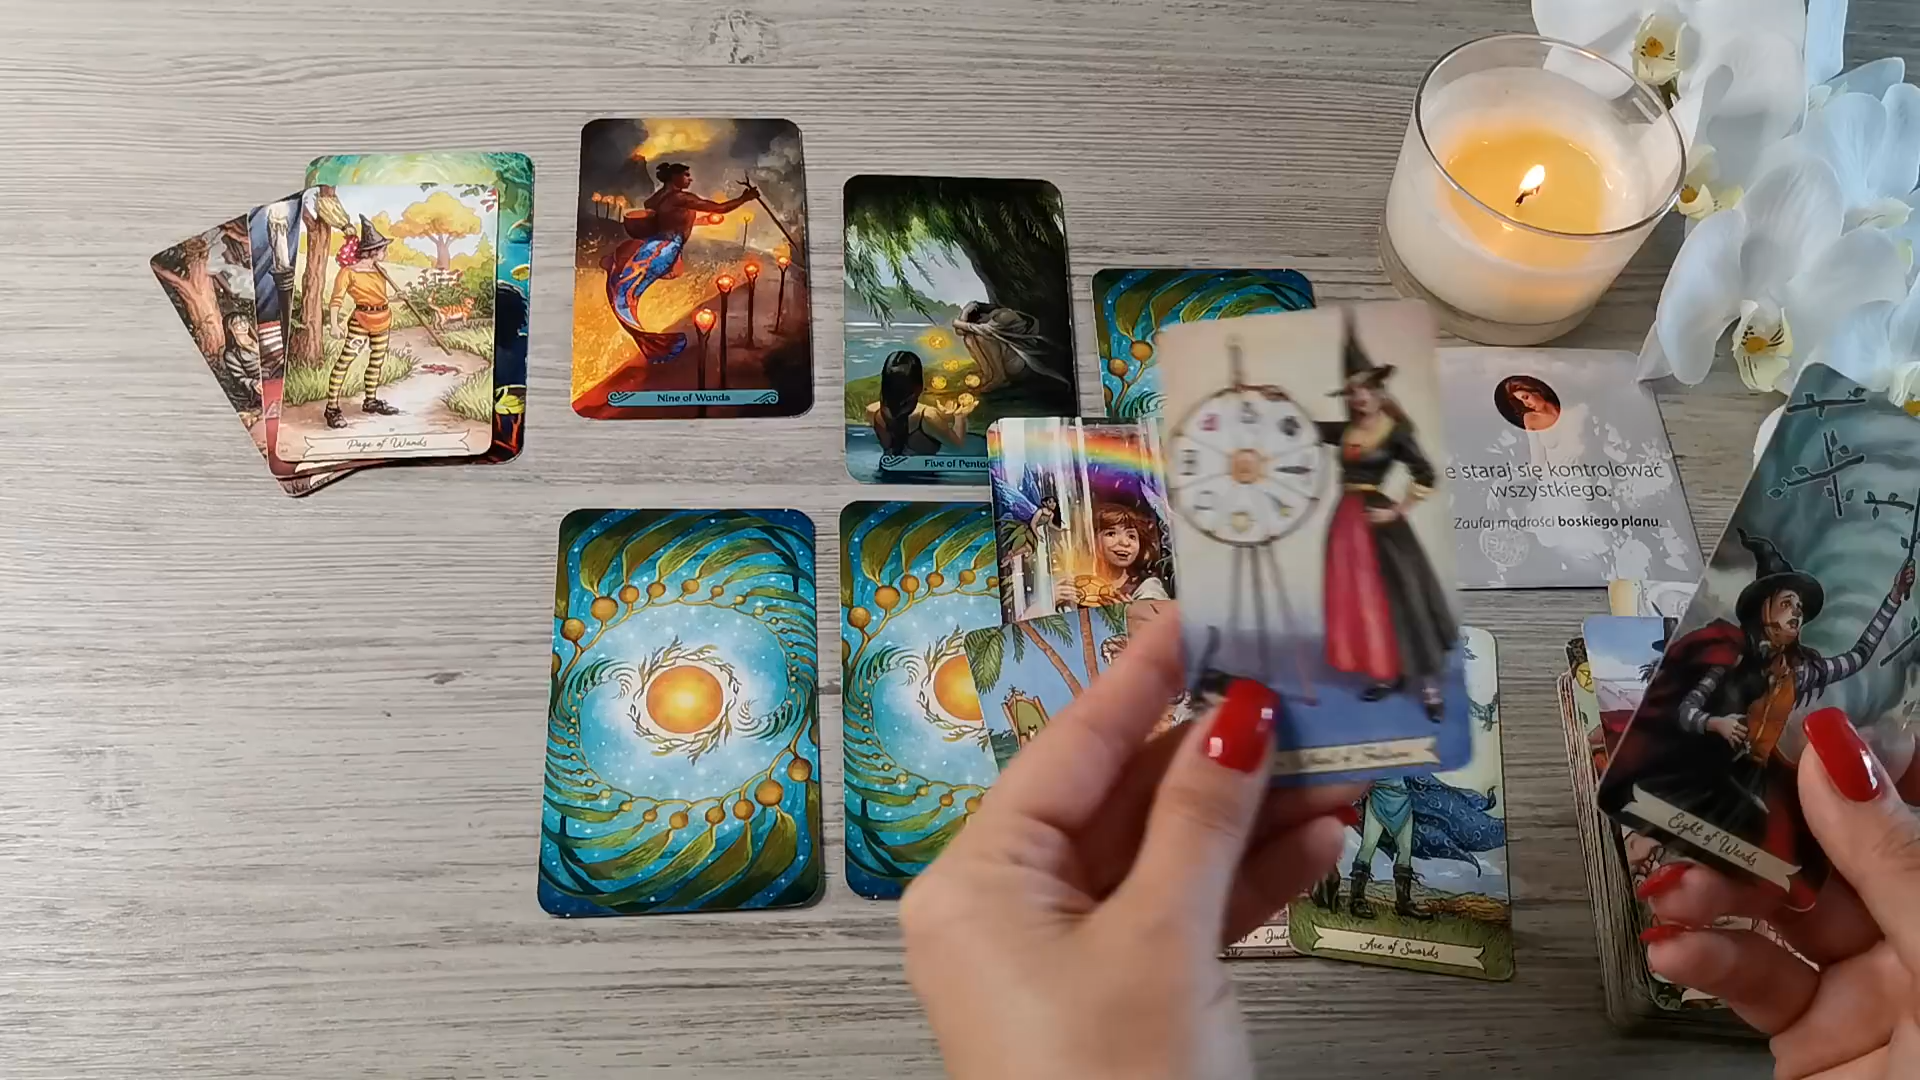 Nine of Wands
Page of Wands
Five of Penta
e staraj się kontrolować
wszystkiego.
Zaufaj mądrości boskiego planu.
Eight of Wands
Ace of Swords